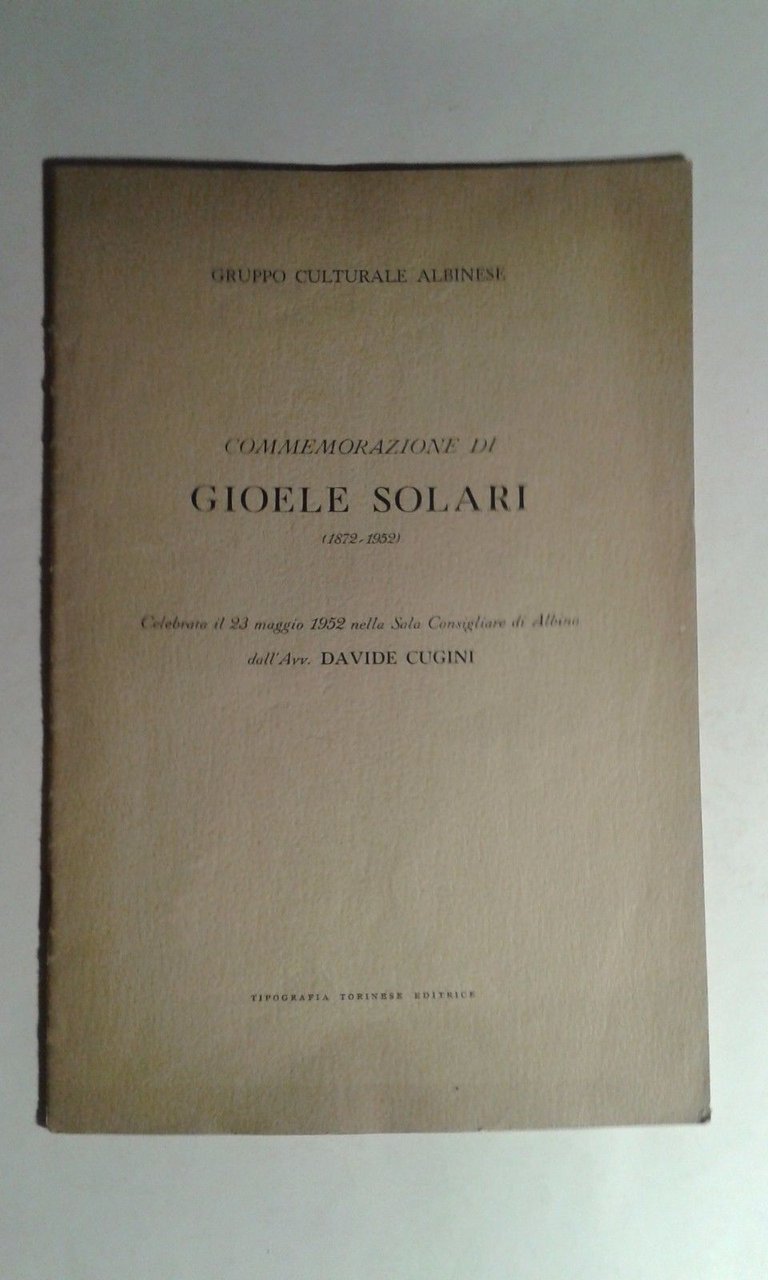 GRUPPO CULTURALE ALBINESE
COMMEMORAZIONE DI
GIOELE SOLARI
(1872-1952)
Celebrata il 23 maggio 1952 nella Sala Consigliare di Albino
dall'Avv. DAVIDE CUGINI
TIPOGRAFIA TORINESE EDITRICE